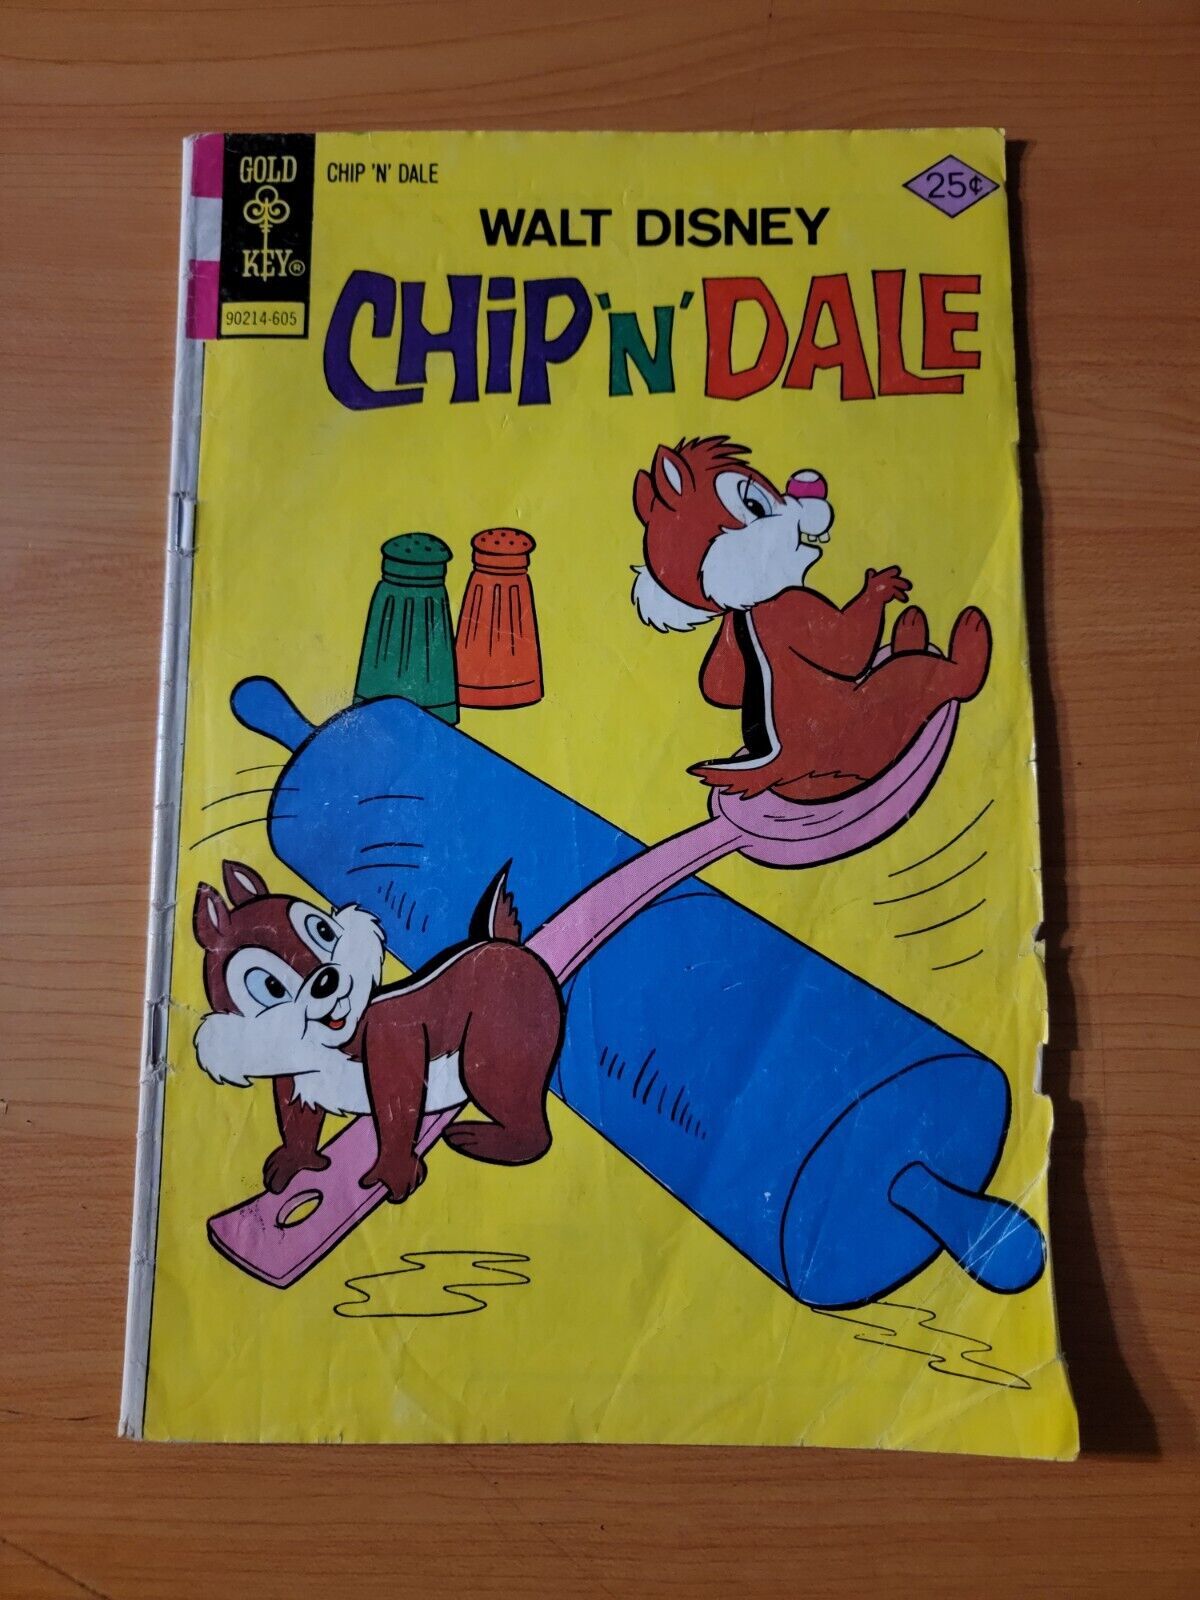 GOLD
KEY®
90214-605
CHIP 'N' DALE
25¢
WALT DISNEY
CHiP 'N' DALE